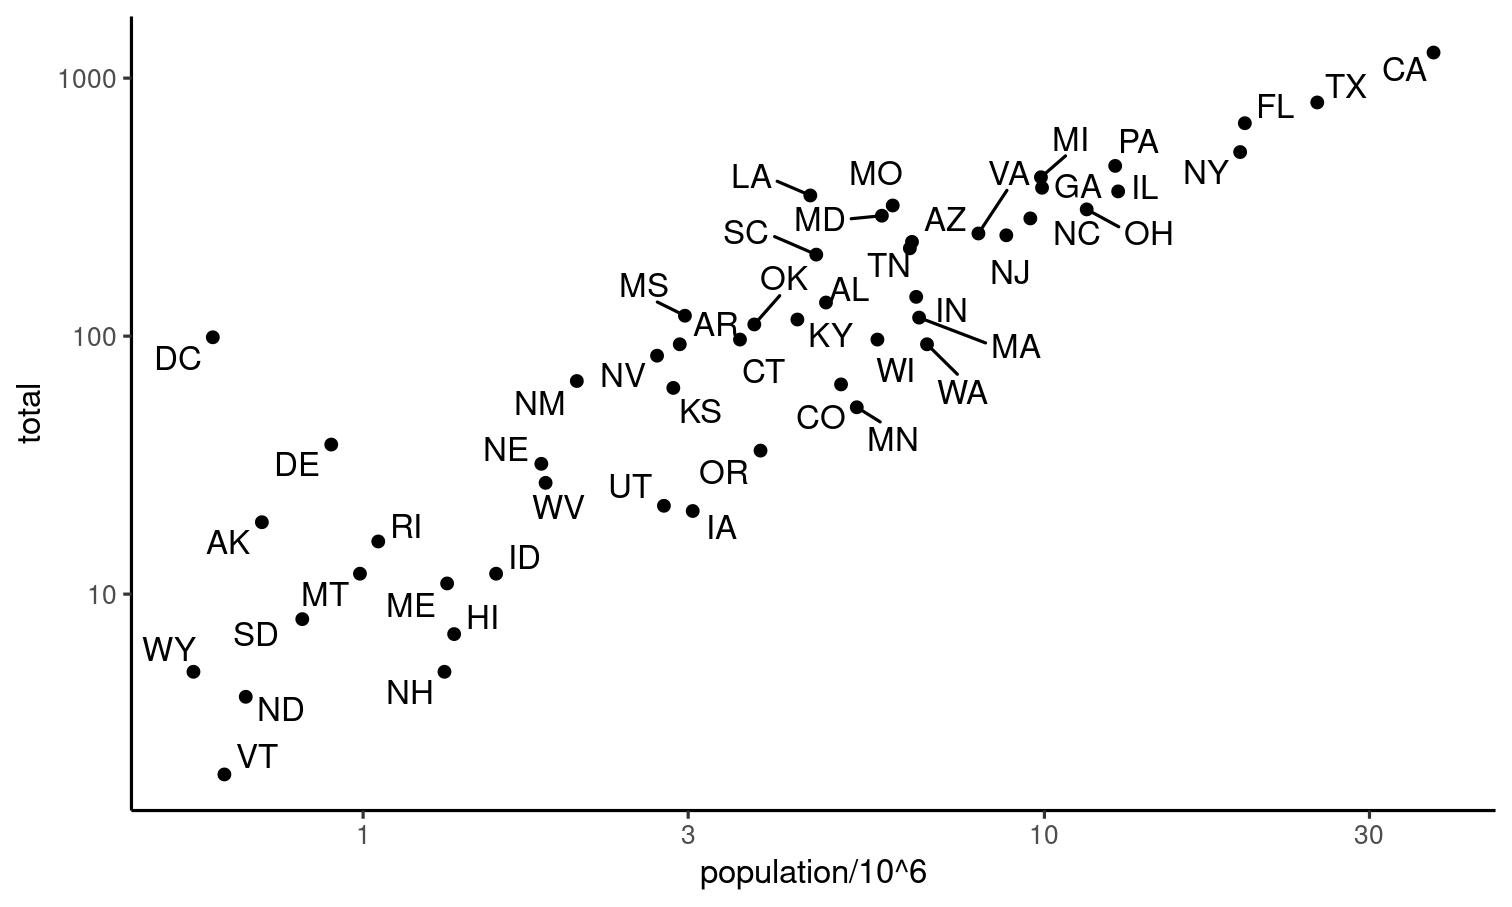 CA
TX
1000
FL
MI
PA
NY
LA
MO
VA
GA
IL
MD
AZ
SC
NC
OH
TN
NJ
OK
MS
AL
IN
AR
100
KY
MA
DC
CT
WI
NV
WA
NM
KS
CO
total
MN
NE
DE
OR
UT
WV
IA
RI
AK
ID
10
MT
ME
HI
SD
WY
NH
ND
VT
1
3
10
30
population/10^6